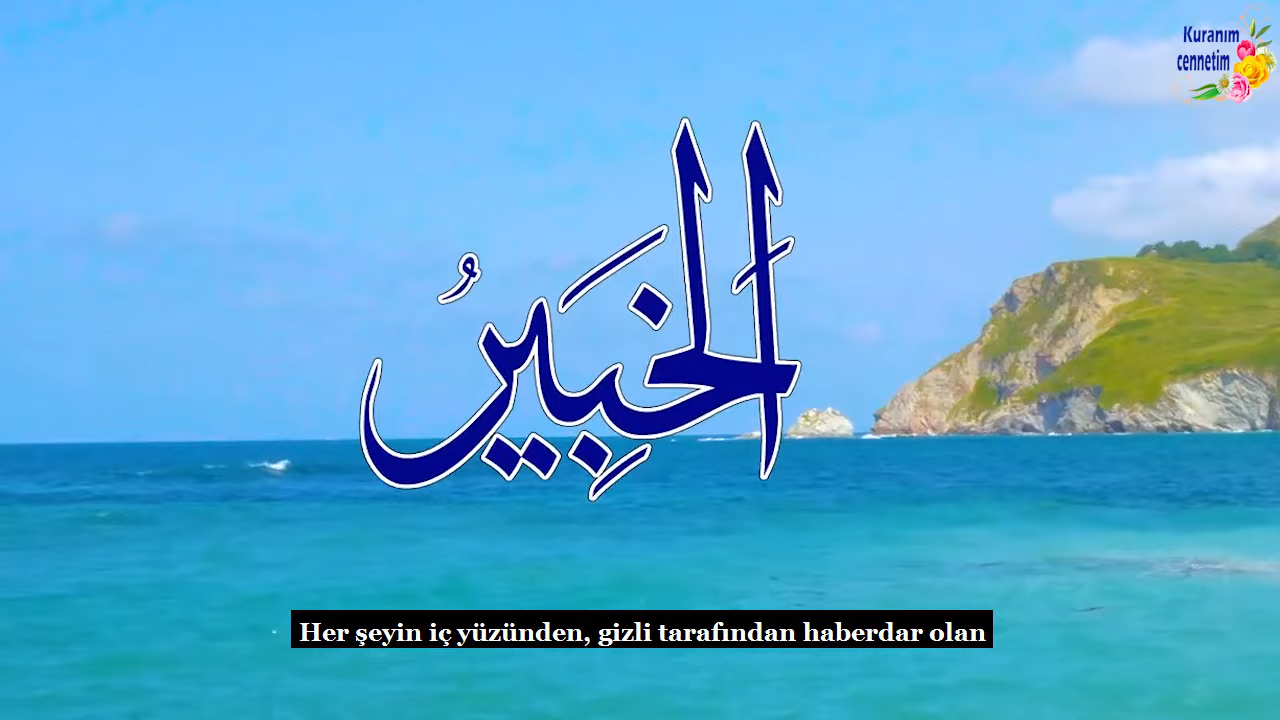 Kuranım
cennetim
الخَبِيرُ
Her şeyin iç yüzünden, gizli tarafından haberdar olan